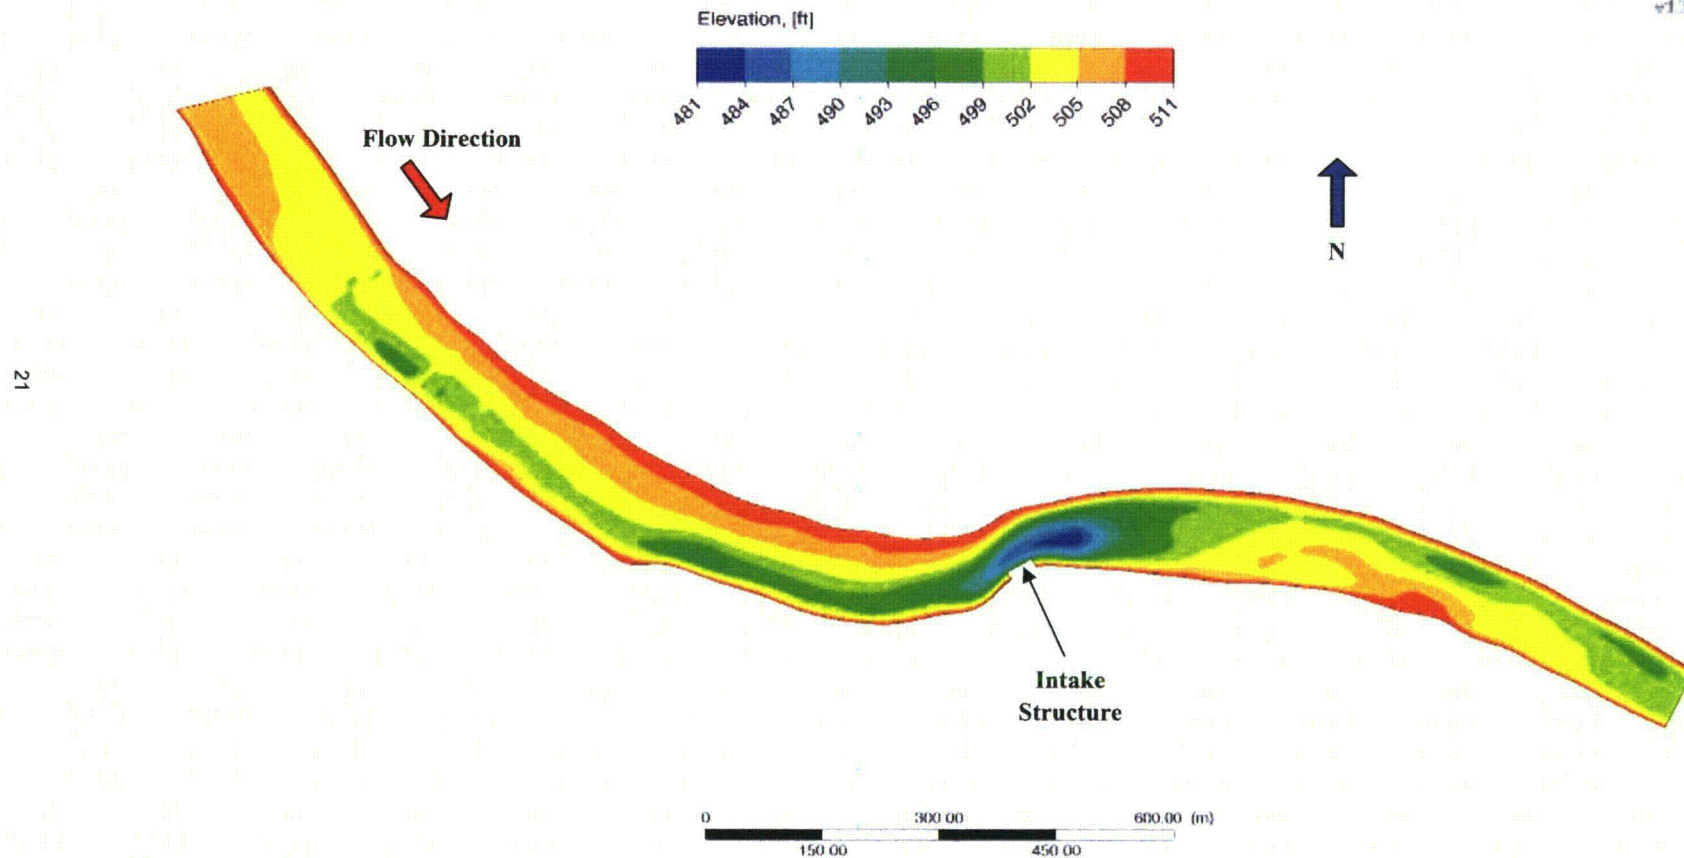 Elevation, [ft]
481 484 487 490 493 496 499 502 505 508 511
Flow Direction
N
21
Intake
Structure
0 300 00 600.00 (m)
150 00 450 00